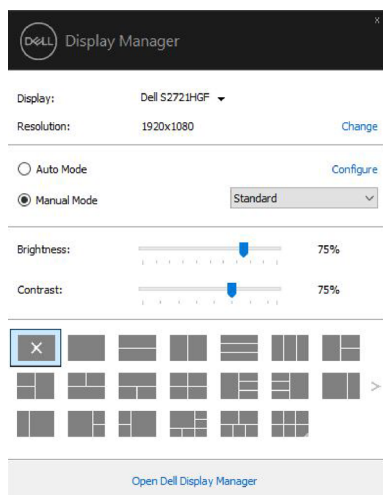 x
DELL Display Manager
Display: Dell S2721HGF
Resolution: 1920x1080 Change
Auto Mode Configure
Manual Mode Standard
Brightness: 75%
Contrast: 75%
Open Dell Display Manager